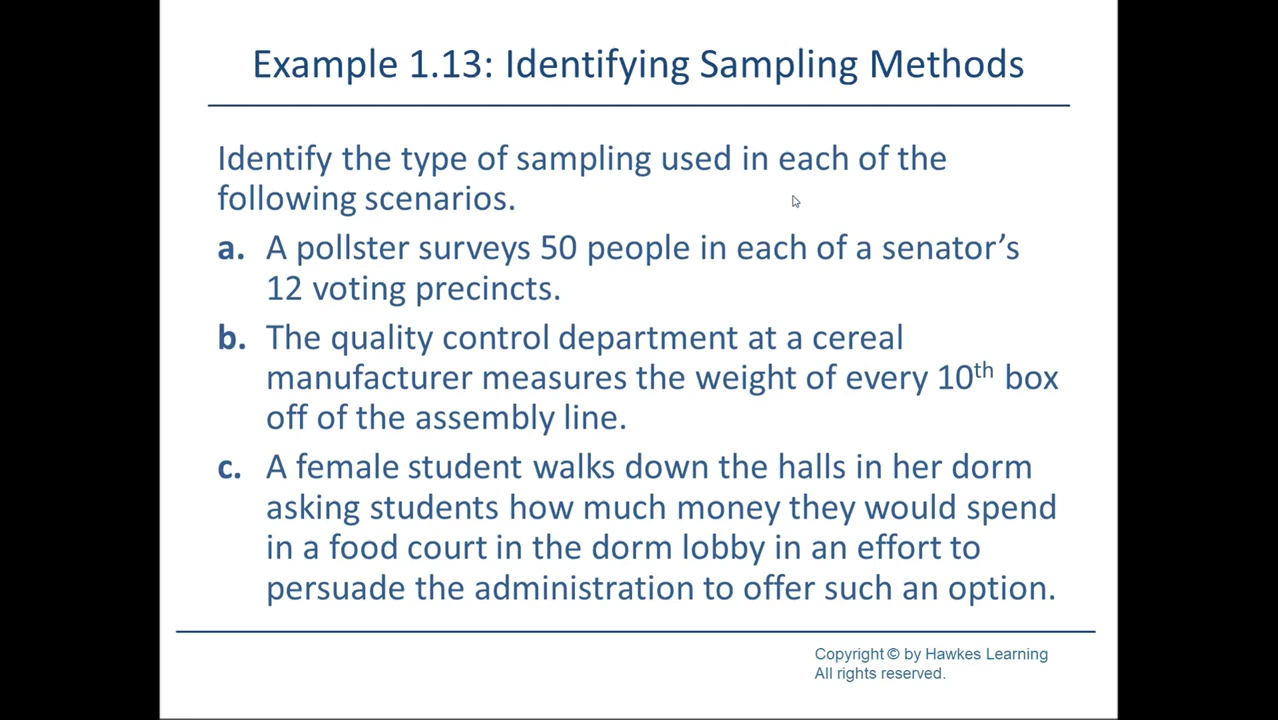 Example 1.13: Identifying Sampling Methods
Identify the type of sampling used in each of the
following scenarios.
a. A pollster surveys 50 people in each of a senator’s
12 voting precincts.
b. The quality control department at a cereal
manufacturer measures the weight of every 10th box
off of the assembly line.
c. A female student walks down the halls in her dorm
asking students how much money they would spend
in a food court in the dorm lobby in an effort to
persuade the administration to offer such an option.
Copyright © by Hawkes Learning
All rights reserved.